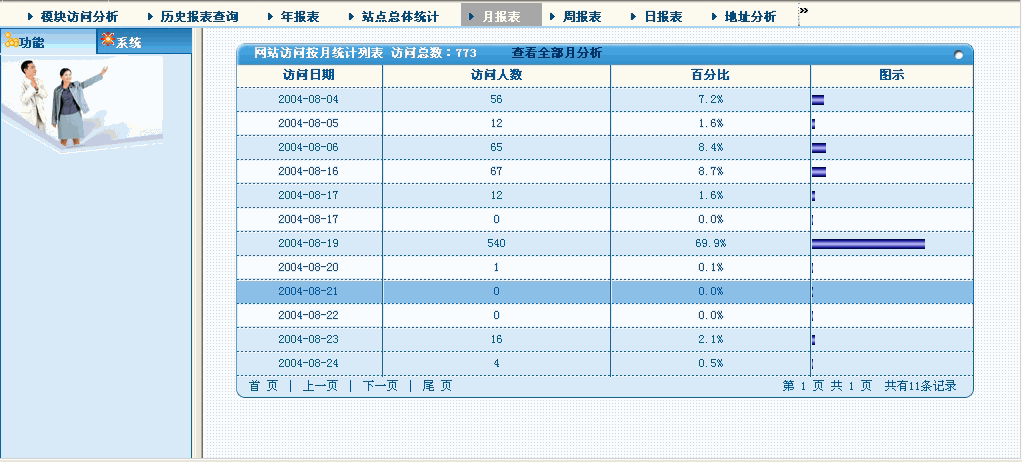 模块访问分析 历史报表查询 年报表 站点总体统计 月报表 周报表 日报表 地址分析 »
功能 系统
网站访问按月统计列表 访问总数:773 查看全部月分析
访问日期 访问人数 百分比 图示
2004-08-04 56 7.2%
2004-08-05 12 1.6%
2004-08-06 65 8.4%
2004-08-16 67 8.7%
2004-08-17 12 1.6%
2004-08-17 0 0.0%
2004-08-19 540 69.9%
2004-08-20 1 0.1%
2004-08-21 0 0.0%
2004-08-22 0 0.0%
2004-08-23 16 2.1%
2004-08-24 4 0.5%
首 页 | 上一页 | 下一页 | 尾 页 第 1 页 共 1 页 共有11条记录